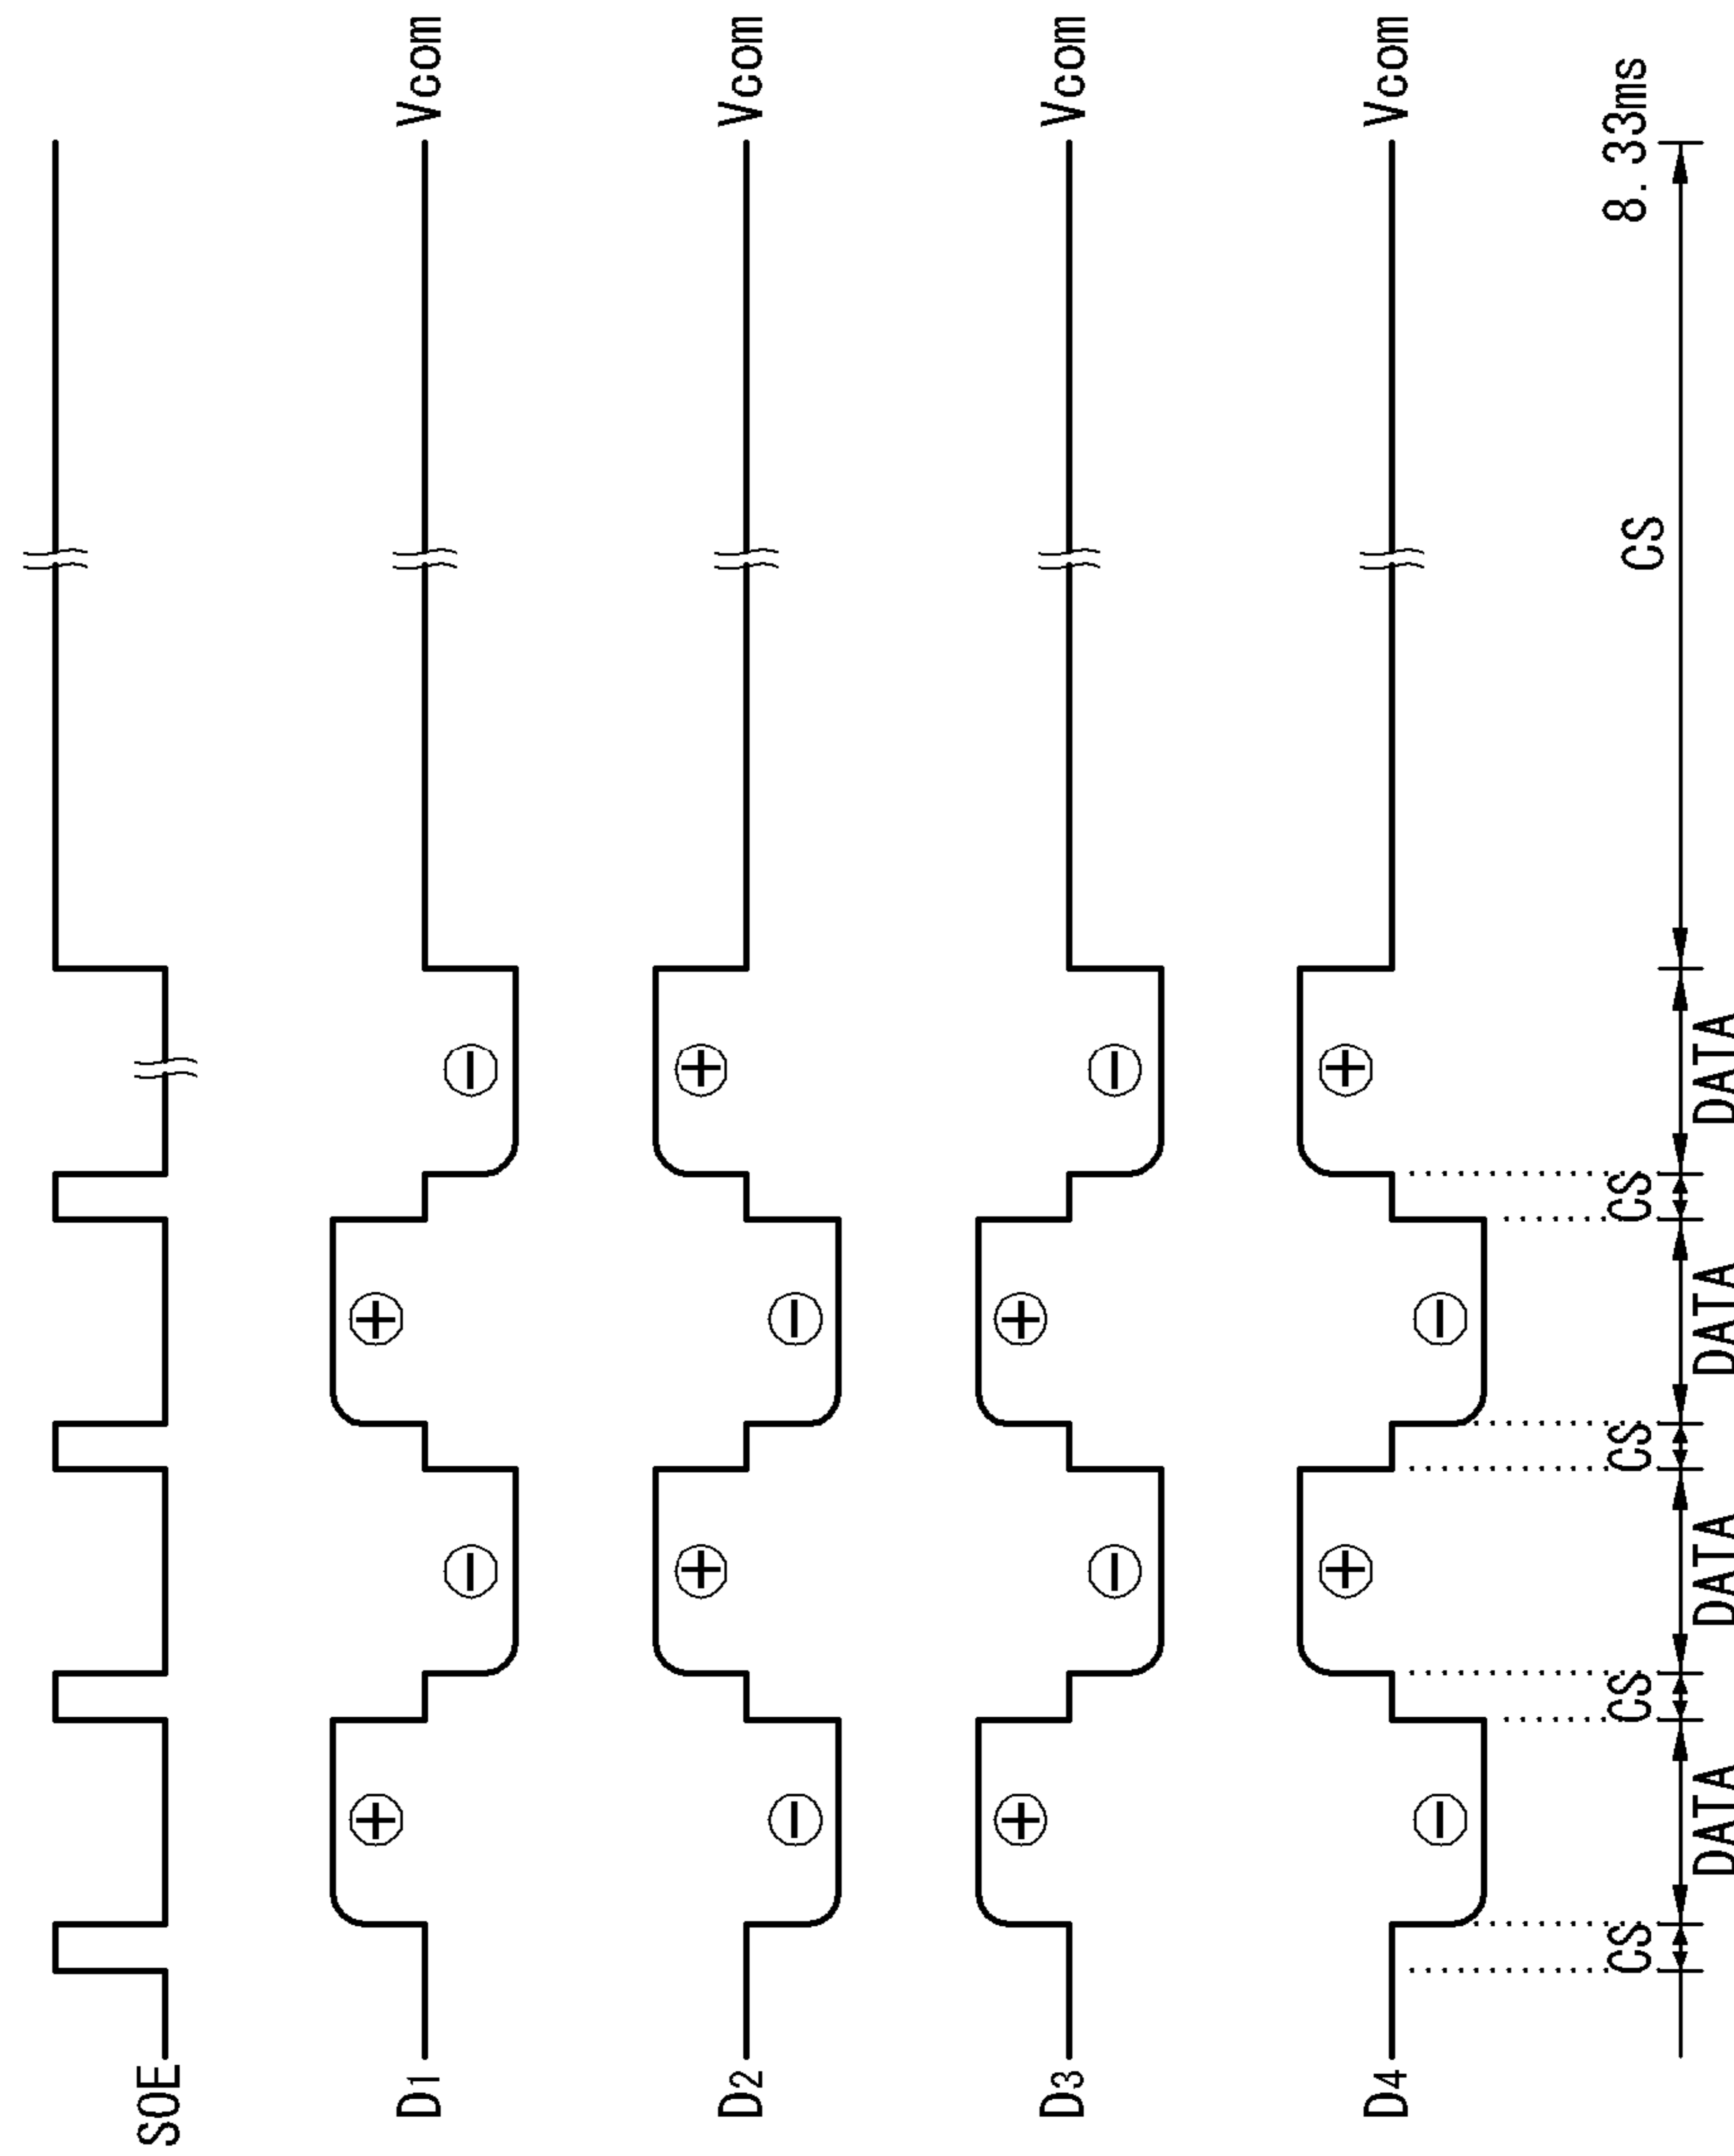 SOE
D1 ⊕ ⊖ ⊕ ⊖ Vcom
D2 ⊖ ⊕ ⊖ ⊕ Vcom
D3 ⊕ ⊖ ⊕ ⊖ Vcom
D4 ⊖ ⊕ ⊖ ⊕ Vcom
CS CS CS CS CS 8.33ms
DATA DATA DATA DATA